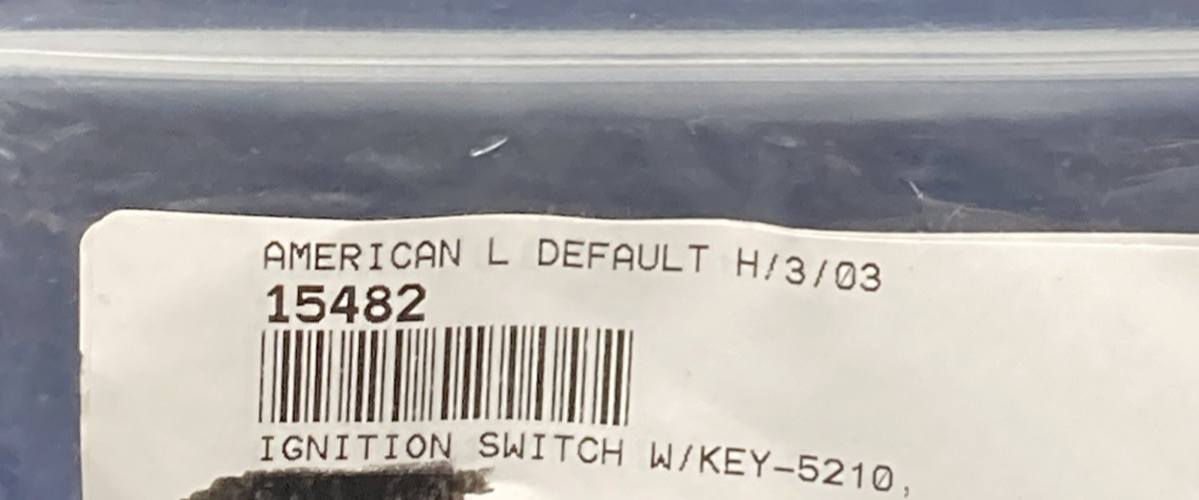 AMERICAN L DEFAULT H/3/03
15482
IGNITION SWITCH W/KEY-5210,